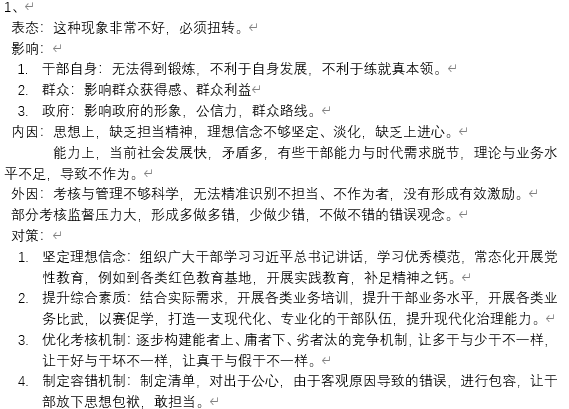 1、
表态：这种现象非常不好，必须扭转。
影响：
1. 干部自身：无法得到锻炼，不利于自身发展，不利于练就真本领。
2. 群众：影响群众获得感、群众利益
3. 政府：影响政府的形象，公信力，群众路线。
内因：思想上，缺乏担当精神，理想信念不够坚定、淡化，缺乏上进心。
能力上，当前社会发展快，矛盾多，有些干部能力与时代需求脱节，理论与业务水
平不足，导致不作为。
外因：考核与管理不够科学，无法精准识别不担当、不作为者，没有形成有效激励。
部分考核监督压力大，形成多做多错，少做少错，不做不错的错误观念。
对策：
1. 坚定理想信念：组织广大干部学习习近平总书记讲话，学习优秀模范，常态化开展党
性教育，例如到各类红色教育基地，开展实践教育，补足精神之钙。
2. 提升综合素质：结合实际需求，开展各类业务培训，提升干部业务水平，开展各类业
务比武，以赛促学，打造一支现代化、专业化的干部队伍，提升现代化治理能力。
3. 优化考核机制：逐步构建能者上、庸者下、劣者汰的竞争机制，让多干与少干不一样，
让干好与干坏不一样，让真干与假干不一样。
4. 制定容错机制：制定清单，对出于公心，由于客观原因导致的错误，进行包容，让干
部放下思想包袱，敢担当。